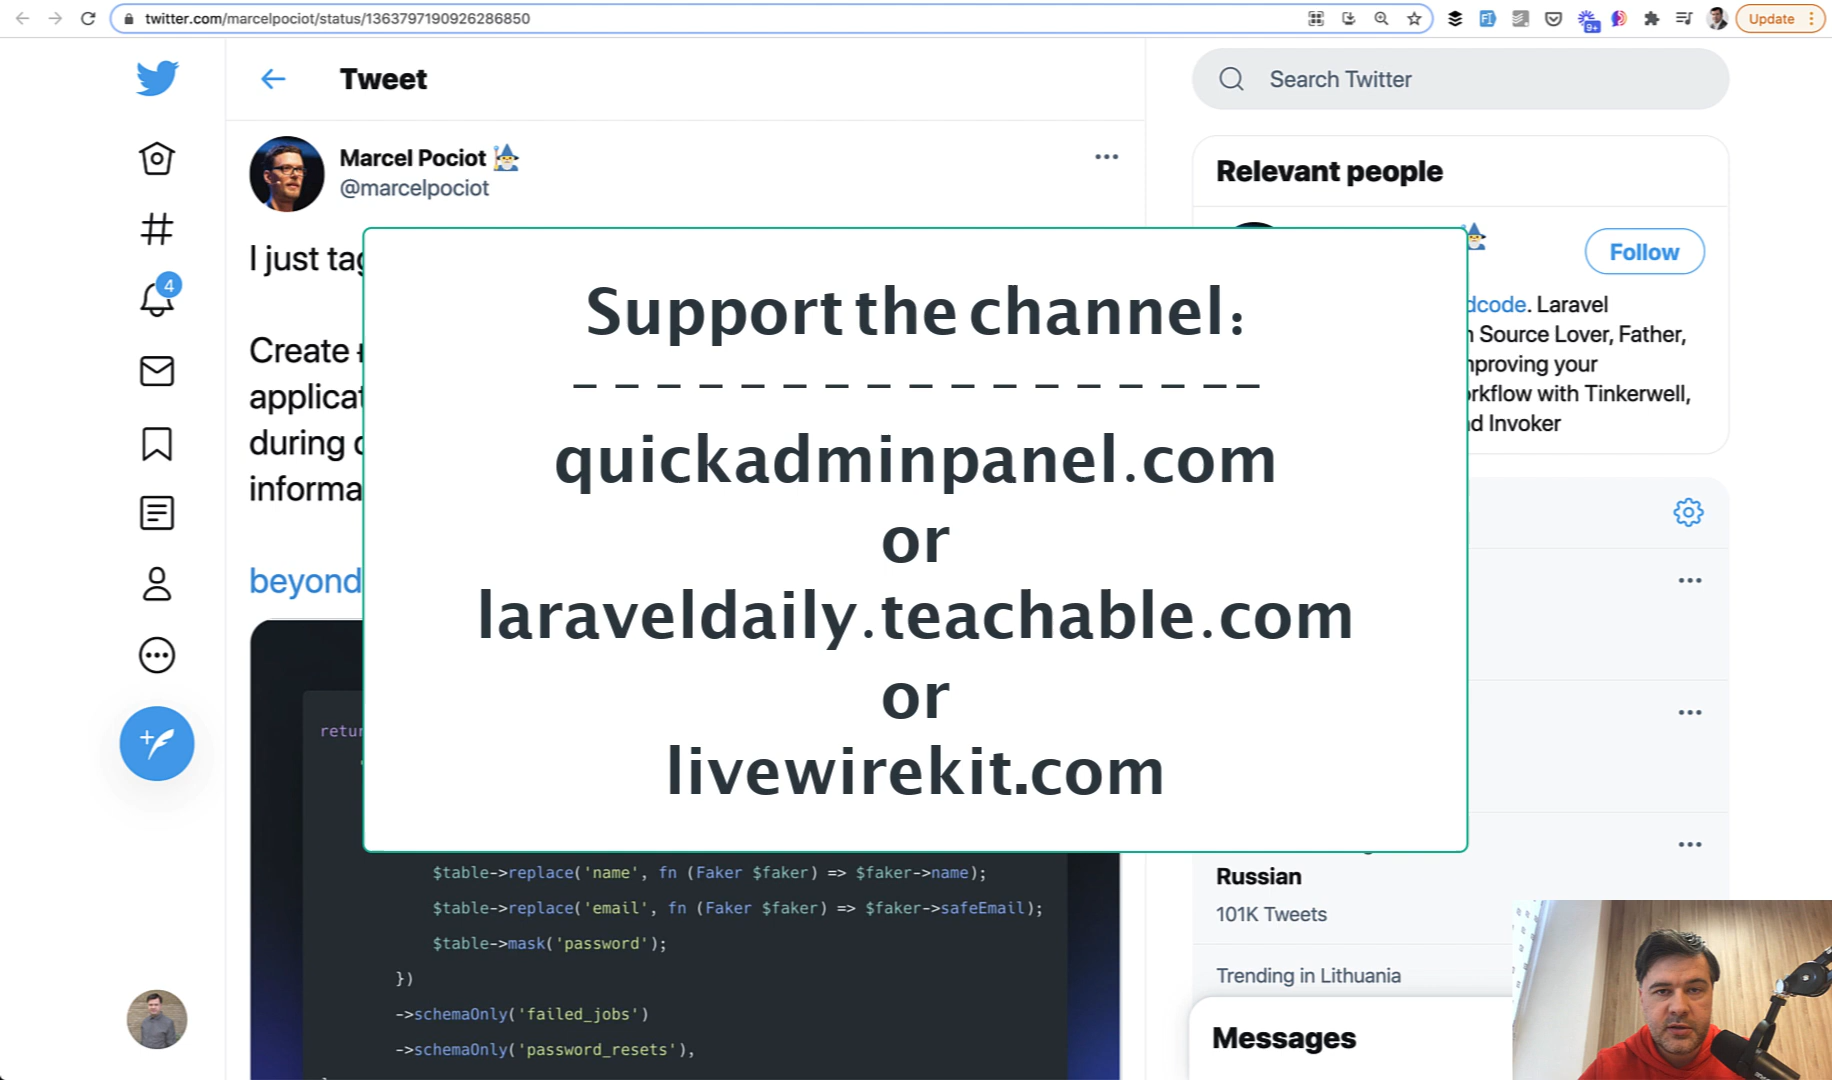 twitter.com/marcelpociot/status/1363797190926286850
9+
Update
Tweet
Search Twitter
Marcel Pociot
@marcelpociot
Relevant people
Follow
4
I just tag
dcode. Laravel
Source Lover, Father,
Create
mproving your
applicat
rkflow with Tinkerwell,
during
d Invoker
informa
beyond
Support the channel:
------------------
quickadminpanel.com
or
laraveldaily.teachable.com
or
livewirekit.com
retur
$table->replace('name', fn (Faker $faker) => $faker->name);
$table->replace('email', fn (Faker $faker) => $faker->safeEmail);
$table->mask('password');
})
->schemaOnly('failed_jobs')
->schemaOnly('password_resets'),
Russian
101K Tweets
Trending in Lithuania
Messages